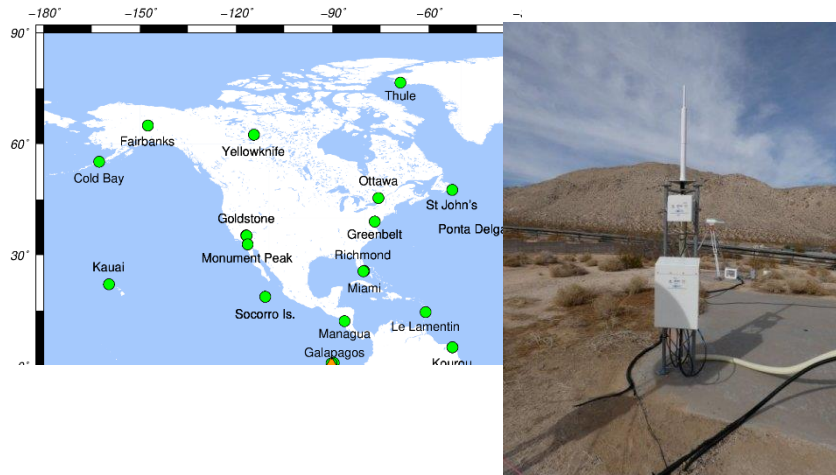 −180° −150° −120° −90° −60°
90°
Thule
60°
Fairbanks
Yellowknife
Cold Bay
Ottawa
St John's
Goldstone
Greenbelt
Ponta Delga
30°
Monument Peak
Richmond
Kauai
Miami
Socorro Is.
Le Lamentin
Managua
Galapagos
0°
Kourou